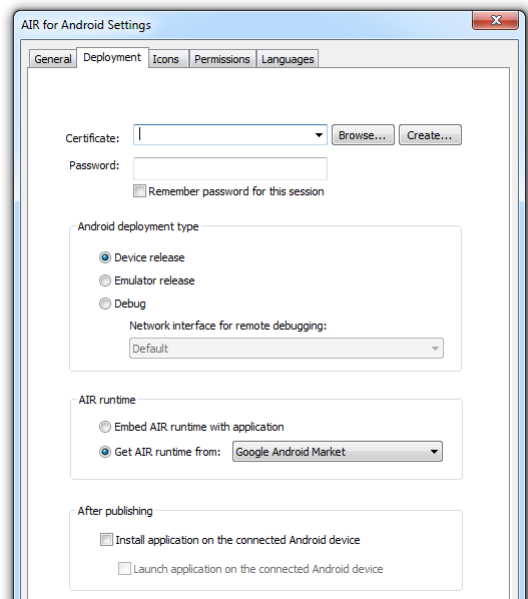 AIR for Android Settings
General Deployment Icons Permissions Languages
Certificate: Browse... Create...
Password:
Remember password for this session
Android deployment type
Device release
Emulator release
Debug
Network interface for remote debugging:
Default
AIR runtime
Embed AIR runtime with application
Get AIR runtime from: Google Android Market
After publishing
Install application on the connected Android device
Launch application on the connected Android device